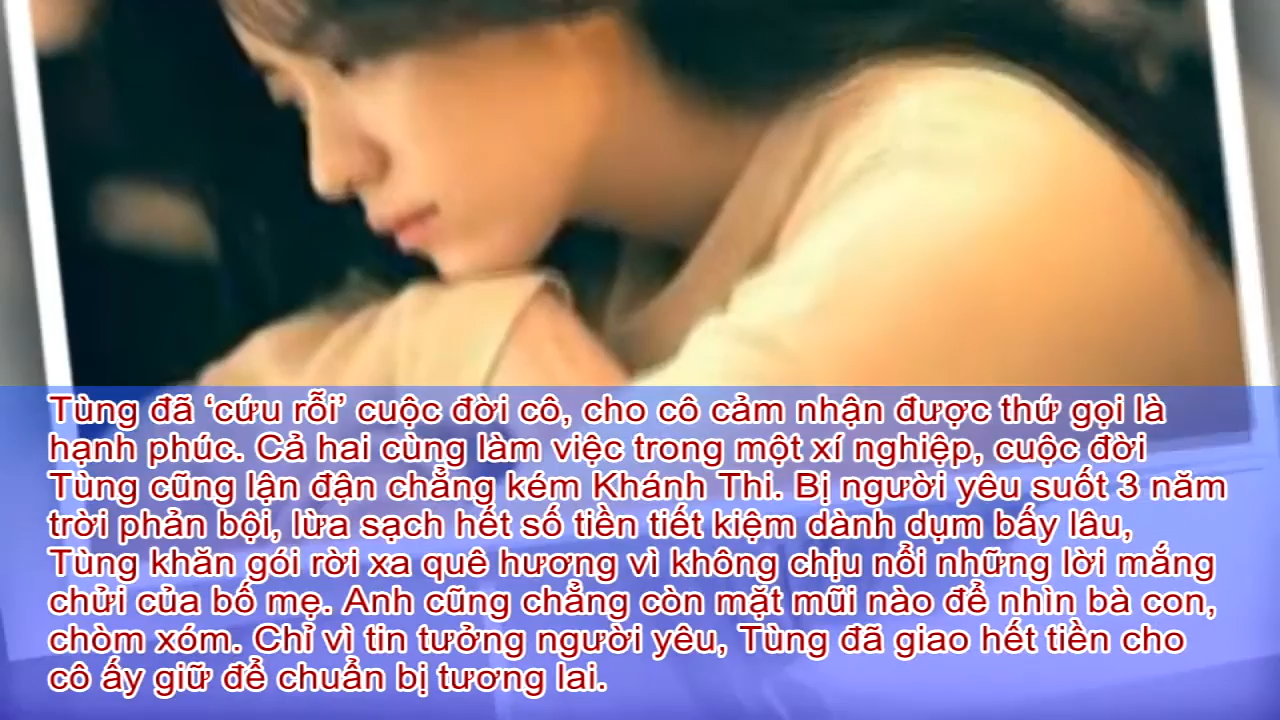 Tùng đã ‘cứu rỗi’ cuộc đời cô, cho cô cảm nhận được thứ gọi là
hạnh phúc. Cả hai cùng làm việc trong một xí nghiệp, cuộc đời
Tùng cũng lận đận chẳng kém Khánh Thi. Bị người yêu suốt 3 năm
trời phản bội, lừa sạch hết số tiền tiết kiệm dành dụm bấy lâu,
Tùng khăn gói rời xa quê hương vì không chịu nổi những lời mắng
chửi của bố mẹ. Anh cũng chẳng còn mặt mũi nào để nhìn bà con,
chòm xóm. Chỉ vì tin tưởng người yêu, Tùng đã giao hết tiền cho
cô ấy giữ để chuẩn bị tương lai.